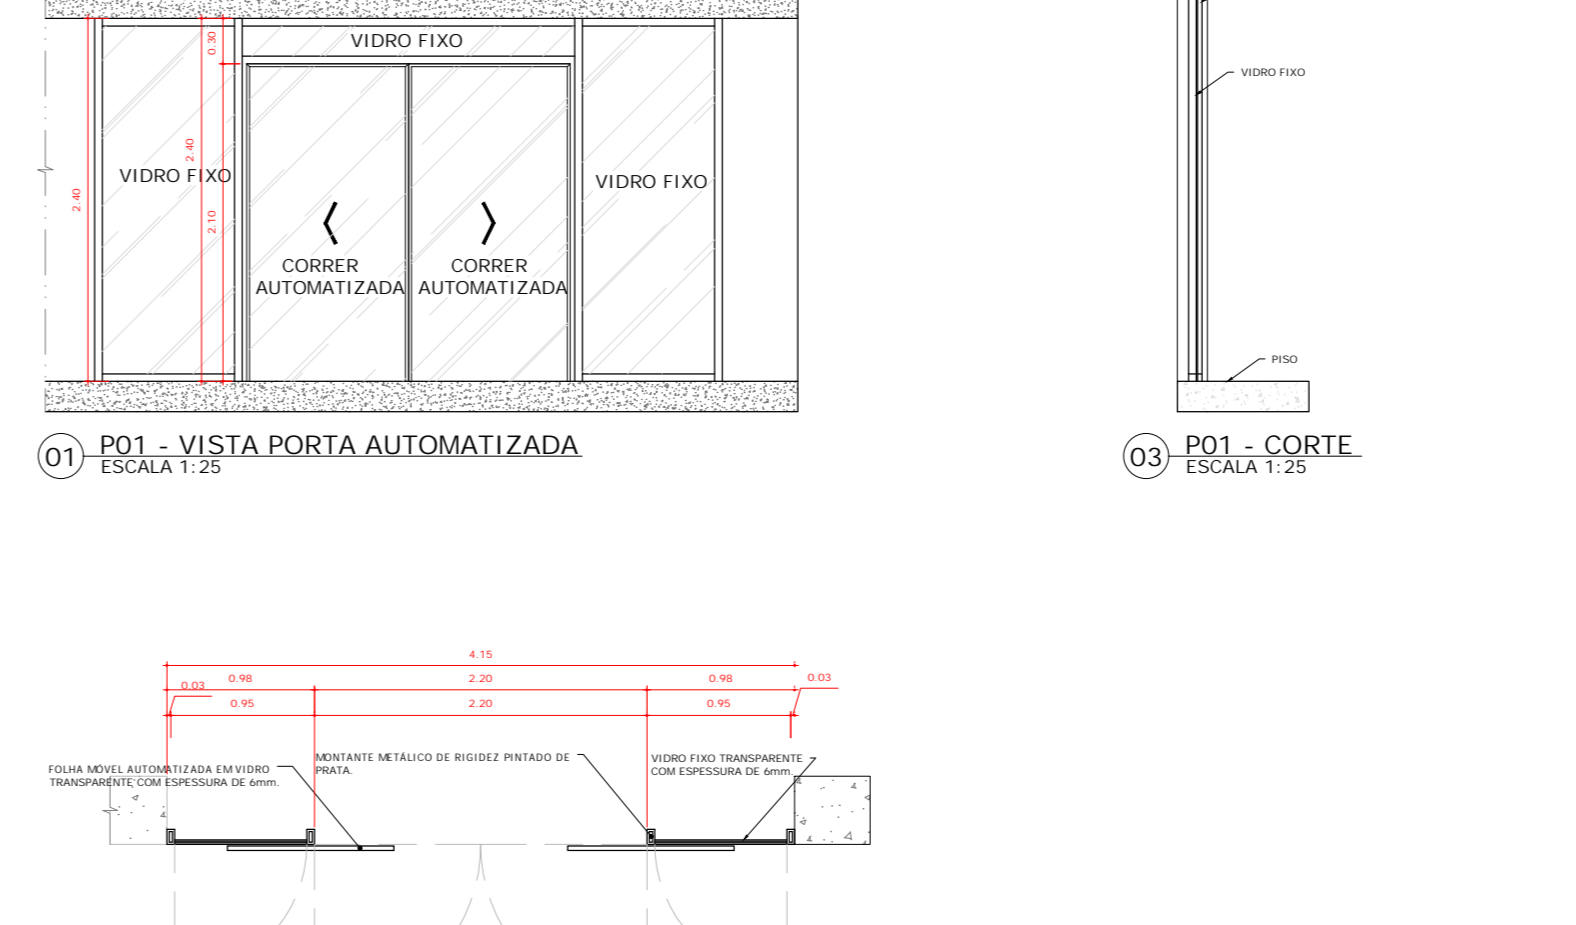 VIDRO FIXO
0.30
2.40
2.40
2.10
VIDRO FIXO
VIDRO FIXO
CORRER
AUTOMATIZADA
CORRER
AUTOMATIZADA
01
P01 - VISTA PORTA AUTOMATIZADA
ESCALA 1:25
VIDRO FIXO
PISO
03
P01 - CORTE
ESCALA 1:25
4.15
0.98
2.20
0.98
0.03
0.03
0.95
2.20
0.95
FOLHA MÓVEL AUTOMATIZADA EM VIDRO
TRANSPARENTE COM ESPESSURA DE 6mm.
MONTANTE METÁLICO DE RIGIDEZ PINTADO DE
PRATA.
VIDRO FIXO TRANSPARENTE
COM ESPESSURA DE 6mm.